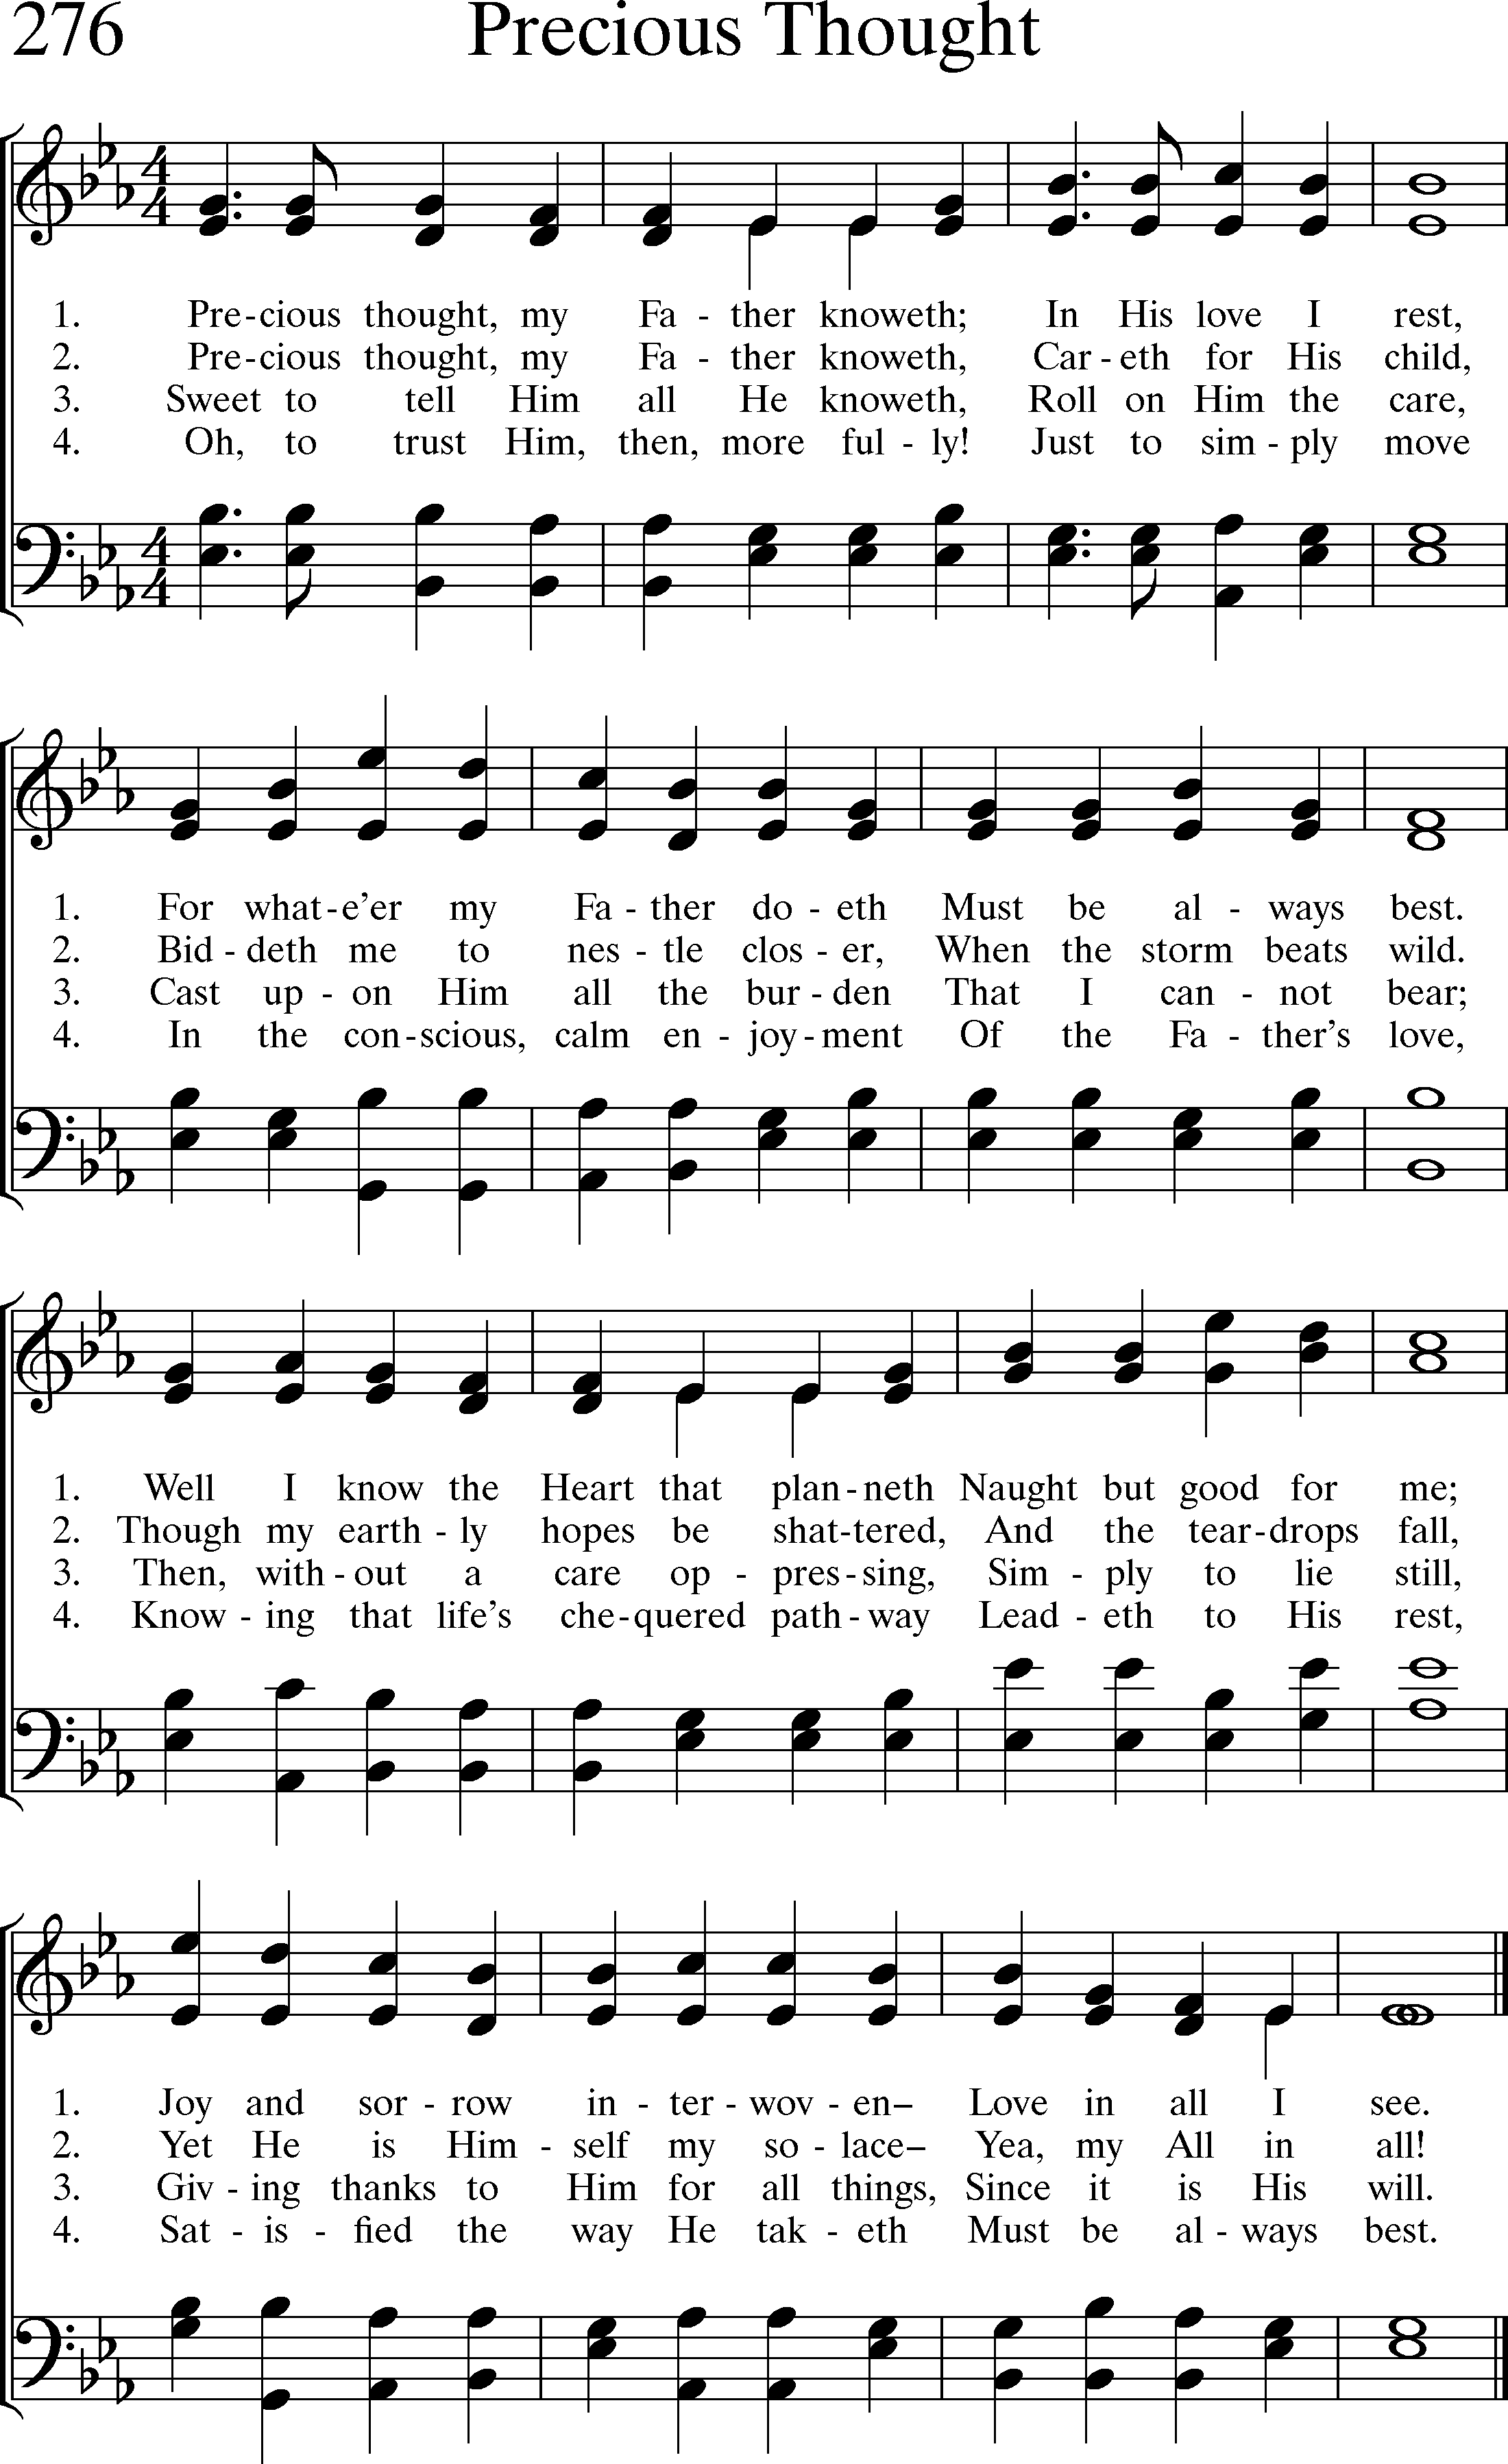 276 Precious Thought
1. Pre-cious thought, my Fa - ther knoweth; In His love I rest,
2. Pre-cious thought, my Fa - ther knoweth, Car - eth for His child,
3. Sweet to tell Him all He knoweth, Roll on Him the care,
4. Oh, to trust Him, then, more ful - ly! Just to sim - ply move
1. For what-e'er my Fa - ther do - eth Must be al - ways best.
2. Bid - deth me to nes - tle clos - er, When the storm beats wild.
3. Cast up - on Him all the bur - den That I can - not bear;
4. In the con-scious, calm en - joy-ment Of the Fa - ther's love,
1. Well I know the Heart that plan-neth Naught but good for me;
2. Though my earth - ly hopes be shat-tered, And the tear-drops fall,
3. Then, with - out a care op - pres-sing, Sim - ply to lie still,
4. Know - ing that life's che-quered path - way Lead - eth to His rest,
1. Joy and sor - row in - ter - wov - en– Love in all I see.
2. Yet He is Him - self my so - lace– Yea, my All in all!
3. Giv - ing thanks to Him for all things, Since it is His will.
4. Sat - is - fied the way He tak - eth Must be al - ways best.